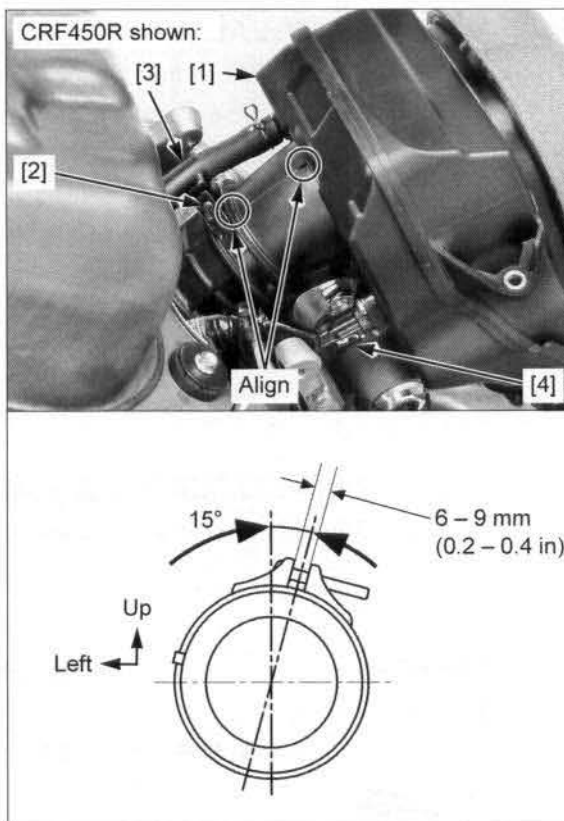 CRF450R shown:
[3] [1]
[2]
Align
[4]
15°
6 – 9 mm
(0.2 – 0.4 in)
Up
Left